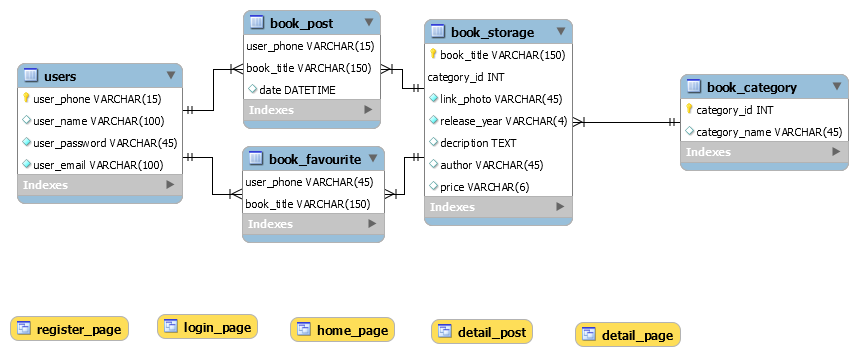 users
user_phone VARCHAR(15)
user_name VARCHAR(100)
user_password VARCHAR(45)
user_email VARCHAR(100)
Indexes
book_post
user_phone VARCHAR(15)
book_title VARCHAR(150)
date DATETIME
Indexes
book_favourite
user_phone VARCHAR(45)
book_title VARCHAR(150)
Indexes
book_storage
book_title VARCHAR(150)
category_id INT
link_photo VARCHAR(45)
release_year VARCHAR(4)
decription TEXT
author VARCHAR(45)
price VARCHAR(6)
Indexes
book_category
category_id INT
category_name VARCHAR(45)
Indexes
register_page
login_page
home_page
detail_post
detail_page